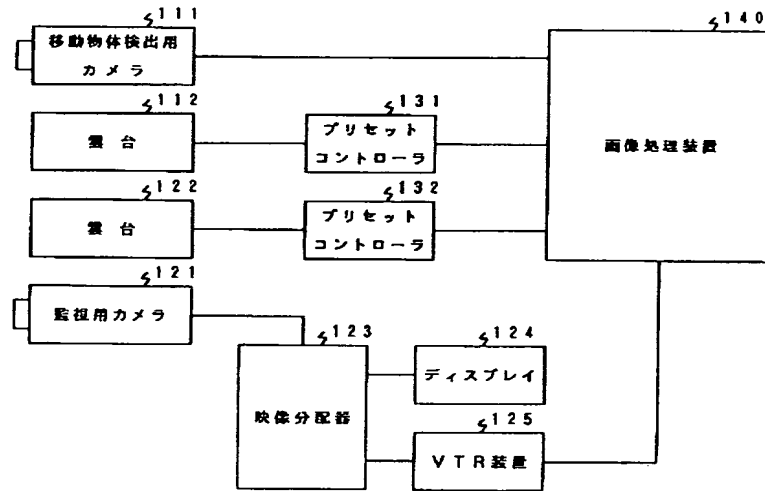 111
移動物体検出用
カメラ
140
画像処理装置
112
雲台
131
プリセット
コントローラ
122
雲台
132
プリセット
コントローラ
121
監視用カメラ
123
映像分配器
124
ディスプレイ
125
VTR装置